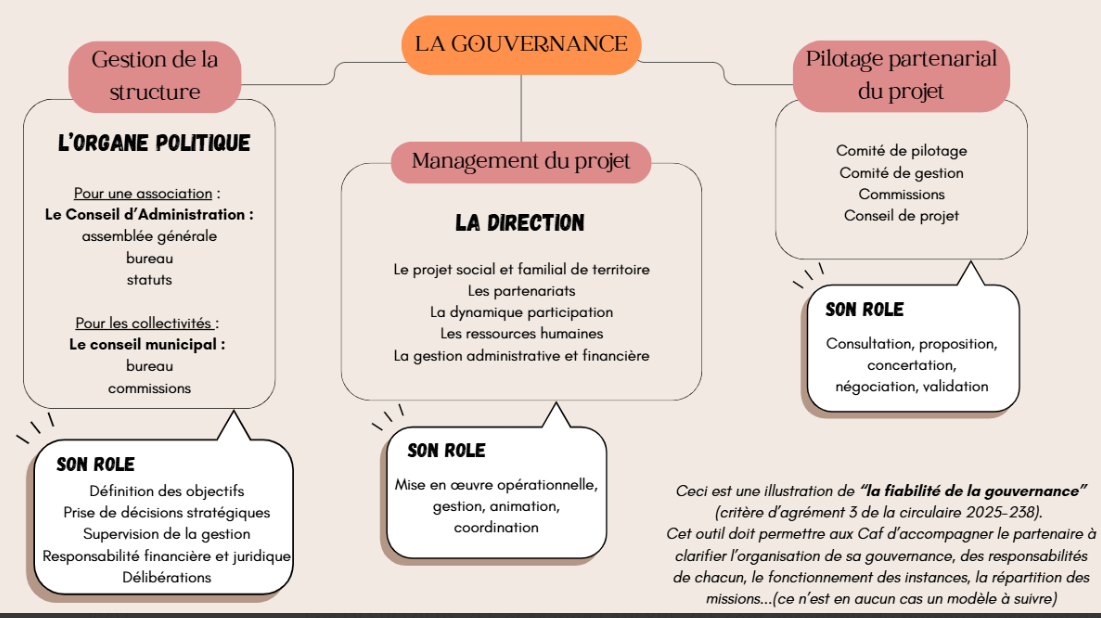 LA GOUVERNANCE
Gestion de la
structure
L'ORGANE POLITIQUE
Pour une association :
Le Conseil d'Administration :
assemblée générale
bureau
statuts
Pour les collectivités :
Le conseil municipal :
bureau
commissions
SON ROLE
Définition des objectifs
Prise de décisions stratégiques
Supervision de la gestion
Responsabilité financière et juridique
Délibérations
Management du projet
LA DIRECTION
Le projet social et familial de territoire
Les partenariats
La dynamique participation
Les ressources humaines
La gestion administrative et financière
SON ROLE
Mise en œuvre opérationnelle,
gestion, animation,
coordination
Pilotage partenarial
du projet
Comité de pilotage
Comité de gestion
Commissions
Conseil de projet
SON ROLE
Consultation, proposition,
concertation,
négociation, validation
Ceci est une illustration de “la fiabilité de la gouvernance”
(critère d'agrément 3 de la circulaire 2025-238).
Cet outil doit permettre aux Caf d'accompagner le partenaire à
clarifier l'organisation de sa gouvernance, des responsabilités
de chacun, le fonctionnement des instances, la répartition des
missions...(ce n'est en aucun cas un modèle à suivre)